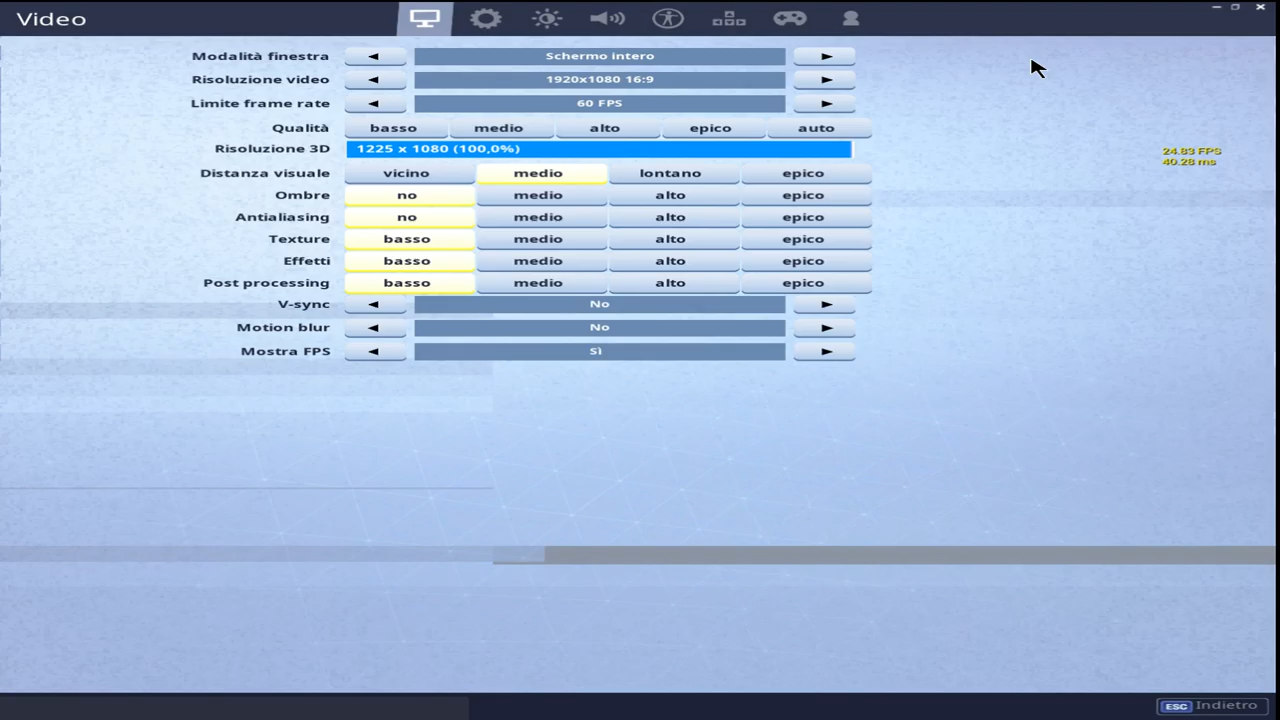 Video
Modalità finestra ◄ Schermo intero ►
Risoluzione video ◄ 1920x1080 16:9 ►
Limite frame rate ◄ 60 FPS ►
Qualità basso medio alto epico auto
Risoluzione 3D 1225 x 1080 (100,0%)
24.83 FPS
40.28 ms
Distanza visuale vicino medio lontano epico
Ombre no medio alto epico
Antialiasing no medio alto epico
Texture basso medio alto epico
Effetti basso medio alto epico
Post processing basso medio alto epico
V-sync ◄ No ►
Motion blur ◄ No ►
Mostra FPS ◄ Sì ►
ESC Indietro